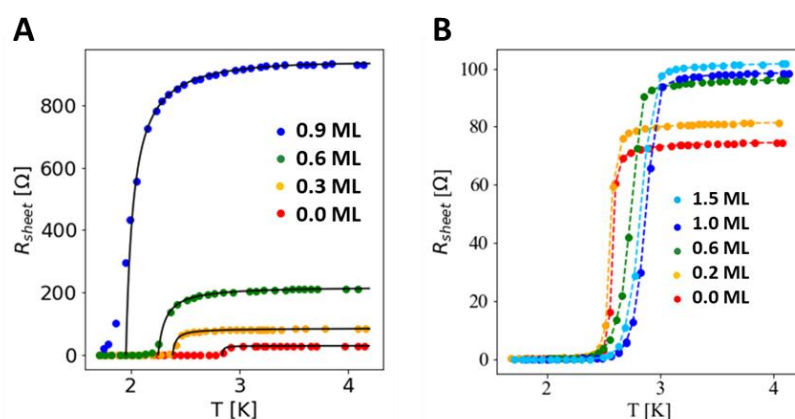 A
R_sheet [Ω]
800
600
400
200
0
0.9 ML
0.6 ML
0.3 ML
0.0 ML
2
3
4
T [K]
B
R_sheet [Ω]
100
80
60
40
20
0
1.5 ML
1.0 ML
0.6 ML
0.2 ML
0.0 ML
2
3
4
T [K]